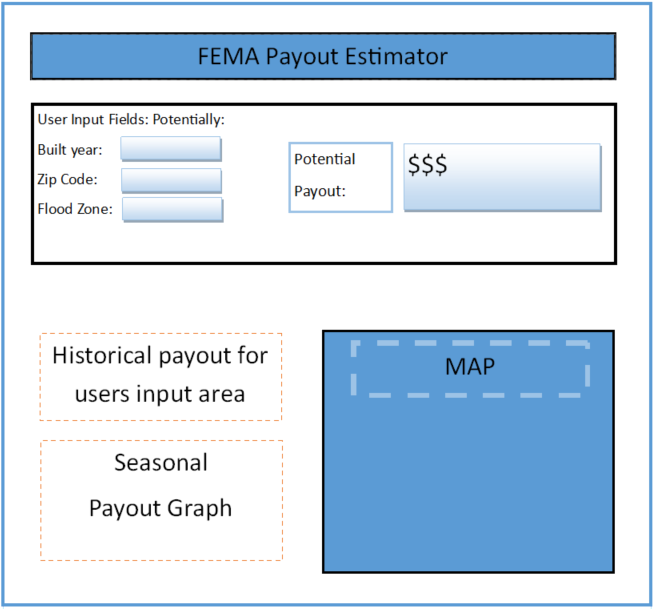 FEMA Payout Estimator
User Input Fields: Potentially:
Built year:
Zip Code:
Flood Zone:
Potential
Payout:
$$$
Historical payout for
users input area
Seasonal
Payout Graph
MAP